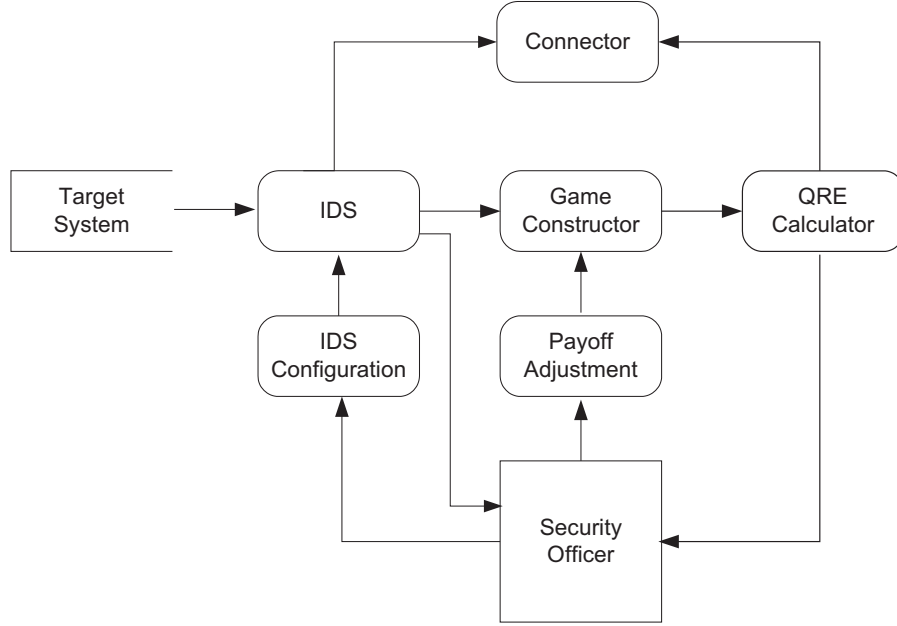 Connector
Target
System
IDS
Game
Constructor
QRE
Calculator
IDS
Configuration
Payoff
Adjustment
Security
Officer